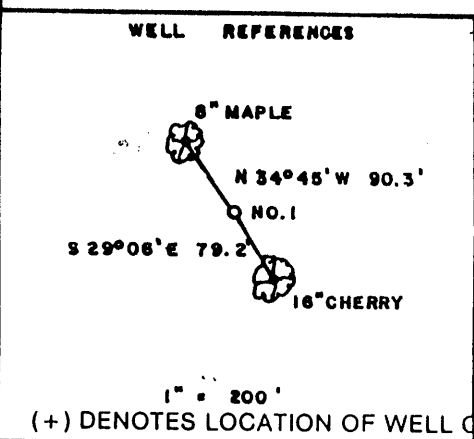 WELL REFERENCES
8" MAPLE
N 34°45'W 90.3'
NO. 1
S 29°06'E 79.2'
16" CHERRY
1" = 200'
(+) DENOTES LOCATION OF WELL